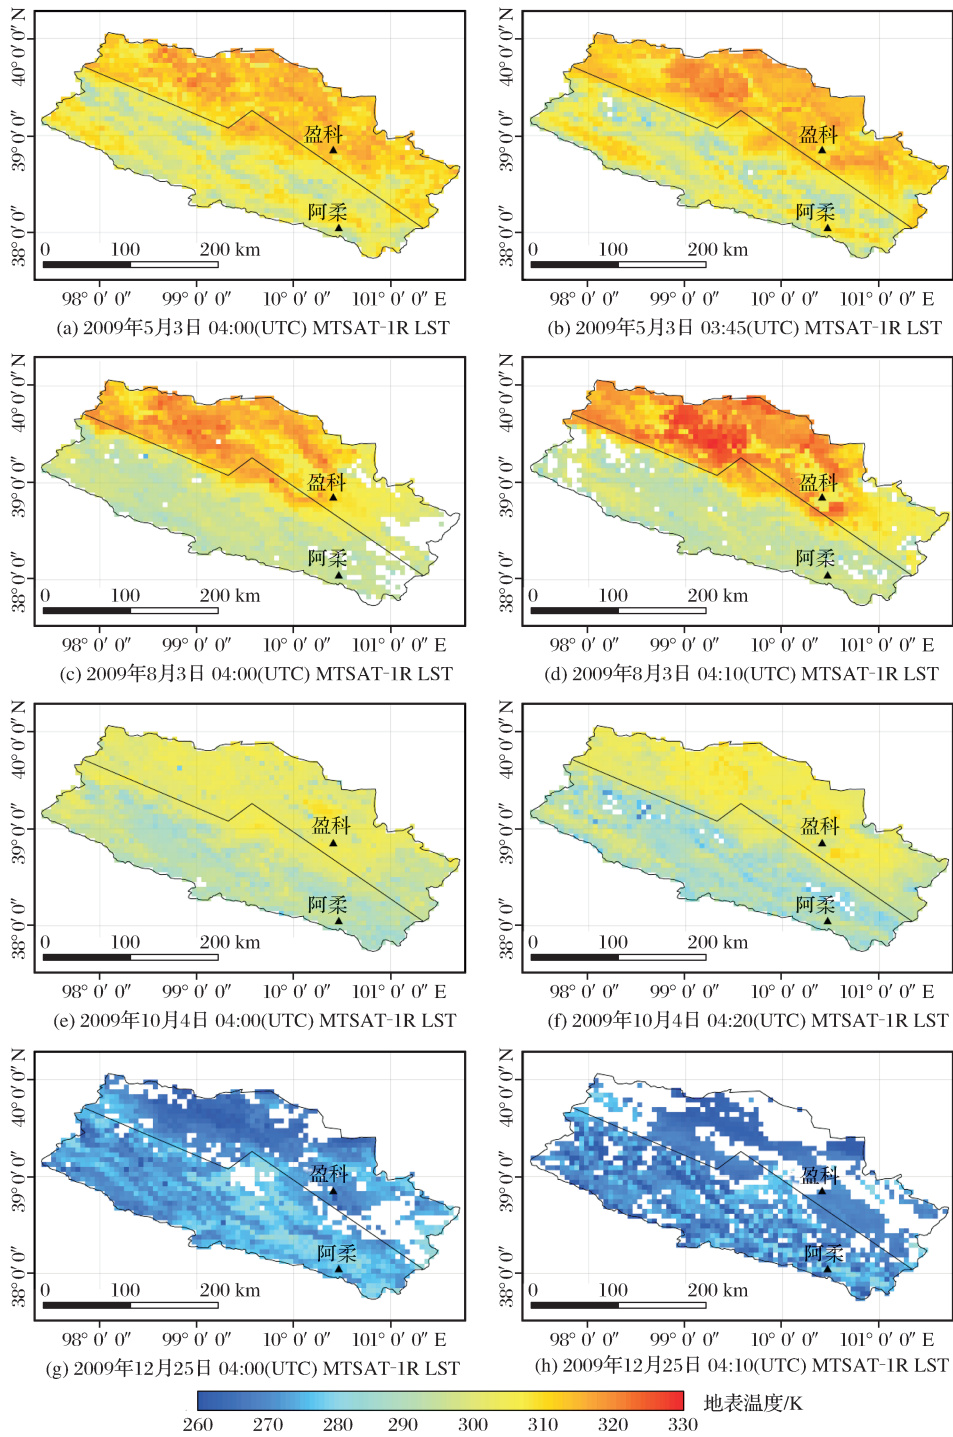 40° 0′ 0″ N
39° 0′ 0″
38° 0′ 0″
盈科
阿柔
0 100 200 km
98° 0′ 0″ 99° 0′ 0″ 10° 0′ 0″ 101° 0′ 0″ E
(a) 2009年5月3日 04:00(UTC) MTSAT-1R LST
40° 0′ 0″ N
39° 0′ 0″
38° 0′ 0″
盈科
阿柔
0 100 200 km
98° 0′ 0″ 99° 0′ 0″ 10° 0′ 0″ 101° 0′ 0″ E
(b) 2009年5月3日 03:45(UTC) MTSAT-1R LST
40° 0′ 0″ N
39° 0′ 0″
38° 0′ 0″
盈科
阿柔
0 100 200 km
98° 0′ 0″ 99° 0′ 0″ 10° 0′ 0″ 101° 0′ 0″ E
(c) 2009年8月3日 04:00(UTC) MTSAT-1R LST
40° 0′ 0″ N
39° 0′ 0″
38° 0′ 0″
盈科
阿柔
0 100 200 km
98° 0′ 0″ 99° 0′ 0″ 10° 0′ 0″ 101° 0′ 0″ E
(d) 2009年8月3日 04:10(UTC) MTSAT-1R LST
40° 0′ 0″ N
39° 0′ 0″
38° 0′ 0″
盈科
阿柔
0 100 200 km
98° 0′ 0″ 99° 0′ 0″ 10° 0′ 0″ 101° 0′ 0″ E
(e) 2009年10月4日 04:00(UTC) MTSAT-1R LST
40° 0′ 0″ N
39° 0′ 0″
38° 0′ 0″
盈科
阿柔
0 100 200 km
98° 0′ 0″ 99° 0′ 0″ 10° 0′ 0″ 101° 0′ 0″ E
(f) 2009年10月4日 04:20(UTC) MTSAT-1R LST
40° 0′ 0″ N
39° 0′ 0″
38° 0′ 0″
盈科
阿柔
0 100 200 km
98° 0′ 0″ 99° 0′ 0″ 10° 0′ 0″ 101° 0′ 0″ E
(g) 2009年12月25日 04:00(UTC) MTSAT-1R LST
40° 0′ 0″ N
39° 0′ 0″
38° 0′ 0″
盈科
阿柔
0 100 200 km
98° 0′ 0″ 99° 0′ 0″ 10° 0′ 0″ 101° 0′ 0″ E
(h) 2009年12月25日 04:10(UTC) MTSAT-1R LST
地表温度/K
260 270 280 290 300 310 320 330